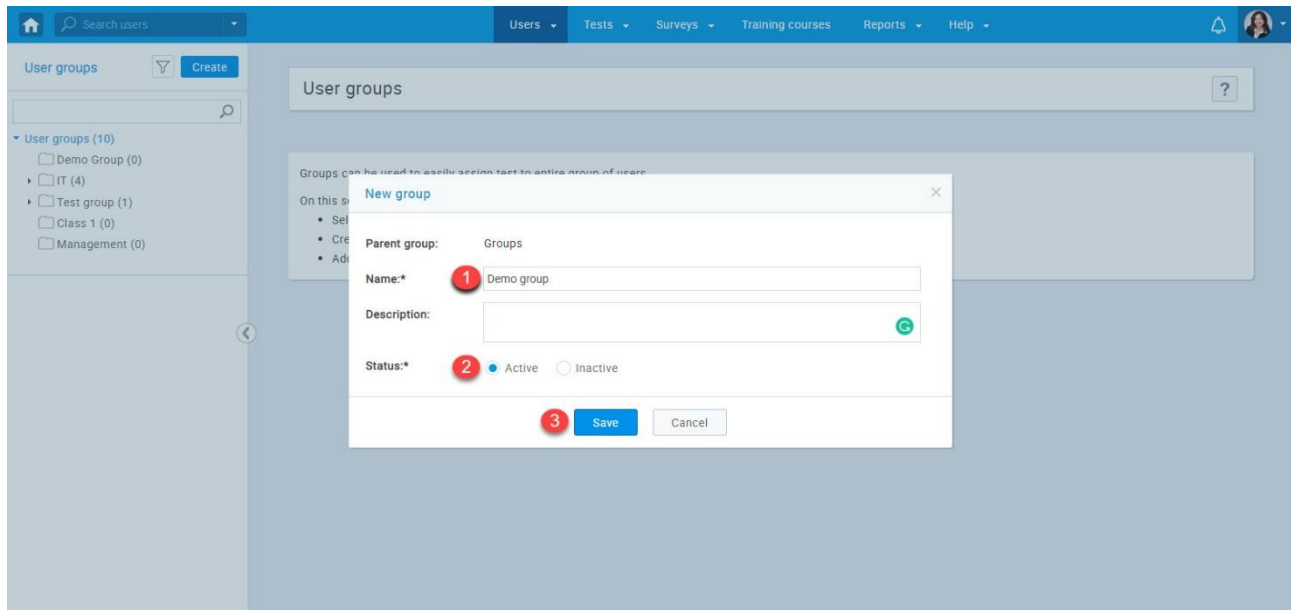 Search users
Users
Tests
Surveys
Training courses
Reports
Help
User groups
Create
User groups (10)
Demo Group (0)
IT (4)
Test group (1)
Class 1 (0)
Management (0)
User groups
?
Groups can be used to easily assign test to entire group of users
On this s
• Sel
• Cre
• Add
New group
Parent group: Groups
Name:* 1 Demo group
Description:
G
Status:* 2 Active Inactive
3 Save Cancel